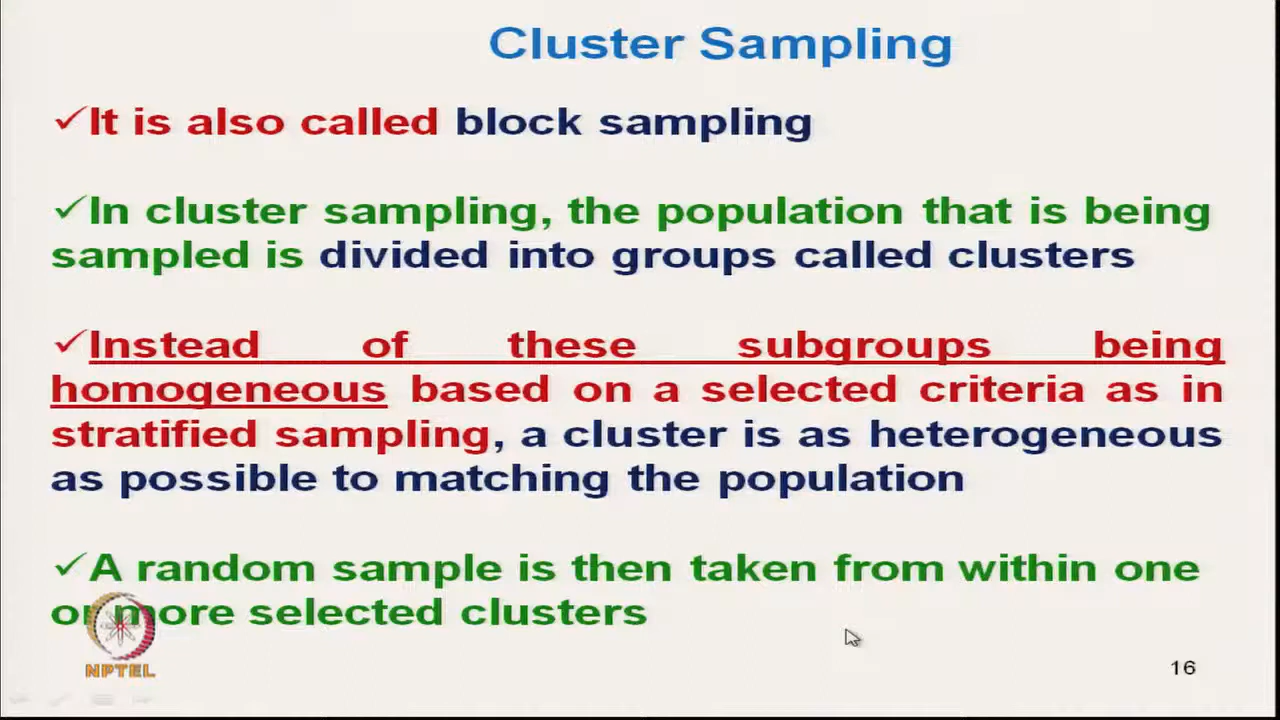 Cluster Sampling
✓It is also called block sampling
✓In cluster sampling, the population that is being
sampled is divided into groups called clusters
✓Instead of these subgroups being
homogeneous based on a selected criteria as in
stratified sampling, a cluster is as heterogeneous
as possible to matching the population
✓A random sample is then taken from within one
or more selected clusters
NPTEL
16